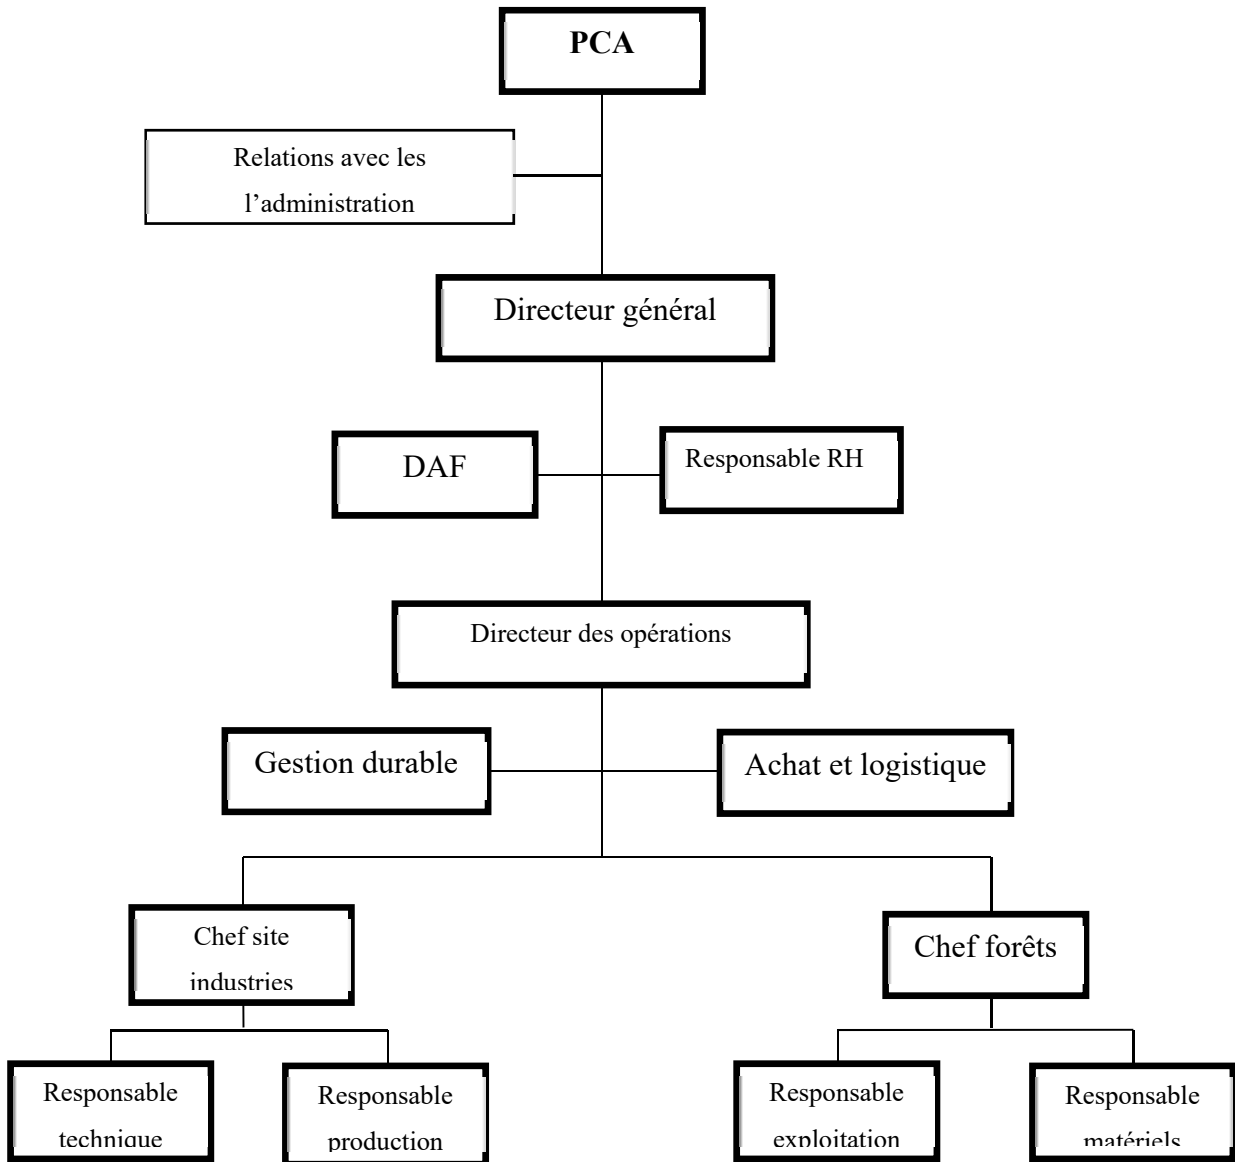 PCA
Relations avec les
l’administration
Directeur général
DAF
Responsable RH
Directeur des opérations
Gestion durable
Achat et logistique
Chef site
industries
Chef forêts
Responsable
technique
Responsable
production
Responsable
exploitation
Responsable
matériels